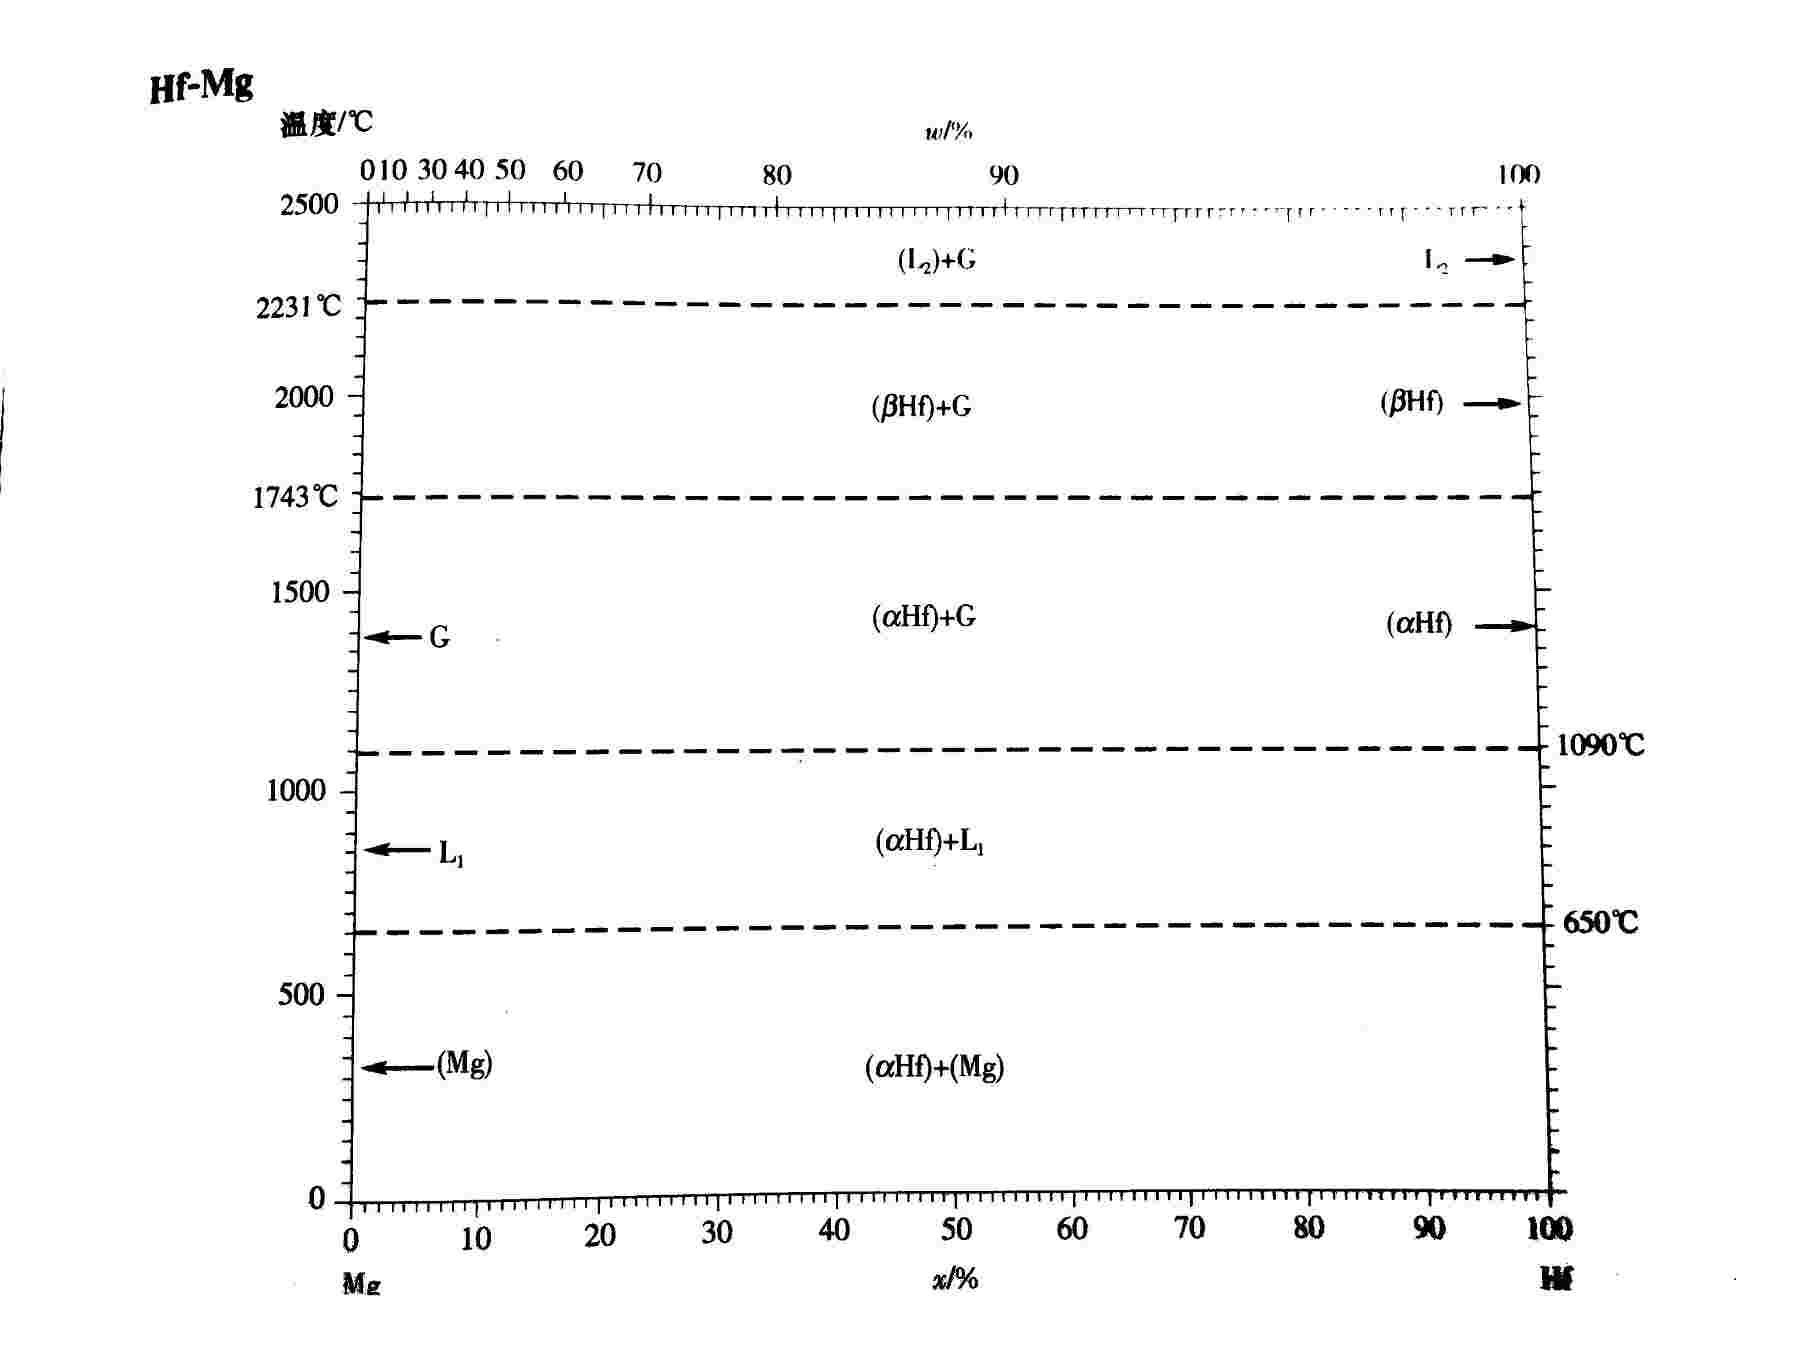 Hf-Mg
温度/℃
w/%
0 10 30 40 50 60 70 80 90 100
2500
(L₂)+G L₂
2231℃
2000
(βHf)+G (βHf)
1743℃
1500
(αHf)+G (αHf)
G
1090℃
1000
(αHf)+L₁
L₁
650℃
500
(Mg) (αHf)+(Mg)
0
0 10 20 30 40 50 60 70 80 90 100
Mg x/% Hf